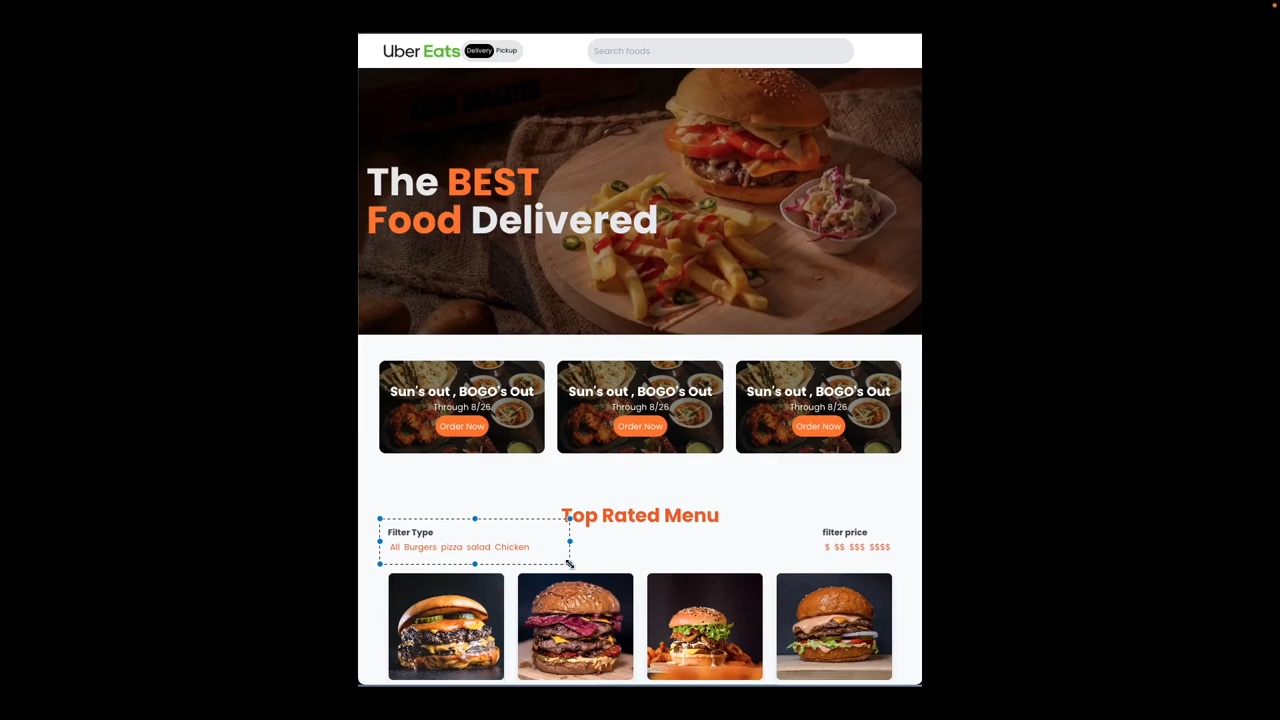 Uber Eats Delivery Pickup Search foods
The BEST
Food Delivered
Sun's out , BOGO's Out Sun's out , BOGO's Out Sun's out , BOGO's Out
Through 8/26 Through 8/26 Through 8/26
Order Now Order Now Order Now
Top Rated Menu
Filter Type filter price
All Burgers pizza salad Chicken $ $$ $$$ $$$$